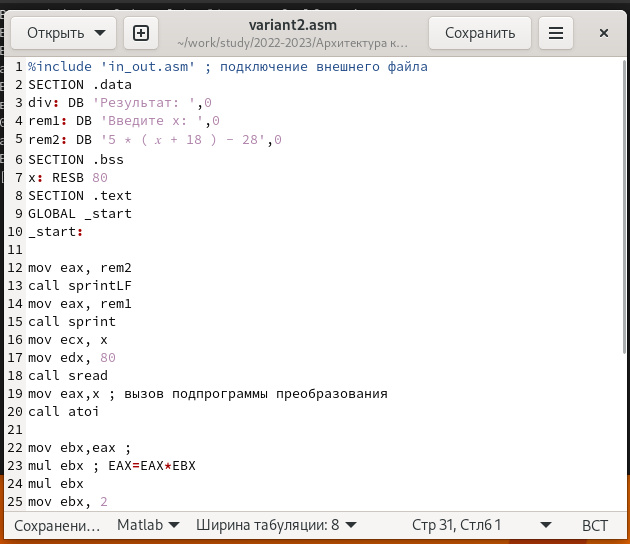 Открыть
variant2.asm
~/work/study/2022-2023/Архитектура к…
Сохранить
1 %include 'in_out.asm' ; подключение внешнего файла
2 SECTION .data
3 div: DB 'Результат: ',0
4 rem1: DB 'Введите x: ',0
5 rem2: DB '5 * ( 𝑥 + 18 ) − 28',0
6 SECTION .bss
7 x: RESB 80
8 SECTION .text
9 GLOBAL _start
10 _start:
11
12 mov eax, rem2
13 call sprintLF
14 mov eax, rem1
15 call sprint
16 mov ecx, x
17 mov edx, 80
18 call sread
19 mov eax,x ; вызов подпрограммы преобразования
20 call atoi
21
22 mov ebx,eax ;
23 mul ebx ; EAX=EAX*EBX
24 mul ebx
25 mov ebx, 2
Сохранени… Matlab Ширина табуляции: 8 Стр 31, Стлб 1 ВСТ